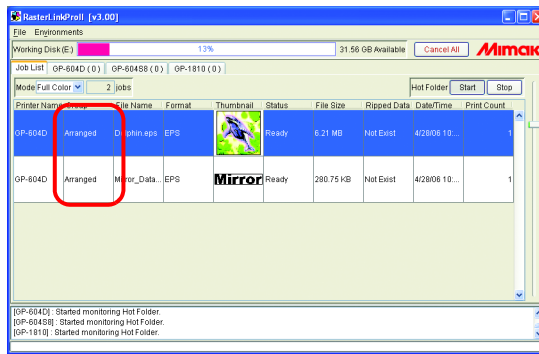 RasterLinkProII [v3.00]
File Environments
Working Disk(E:) 13% 31.56 GB Available Cancel All Mimak
Job List GP-604D ( 0 ) GP-604S8 ( 0 ) GP-1810 ( 0 )
Mode Full Color 2 jobs Hot Folder Start Stop
Printer Name Group File Name Format Thumbnail Status File Size Ripped Data Date/Time Print Count
GP-604D Arranged Dolphin.eps EPS Ready 6.21 MB Not Exist 4/28/06 10:... 1
GP-604D Arranged Mirror_Data... EPS Mirror Ready 280.75 KB Not Exist 4/28/06 10:... 1
[GP-604D] : Started monitoring Hot Folder.
[GP-604S8] : Started monitoring Hot Folder.
[GP-1810] : Started monitoring Hot Folder.